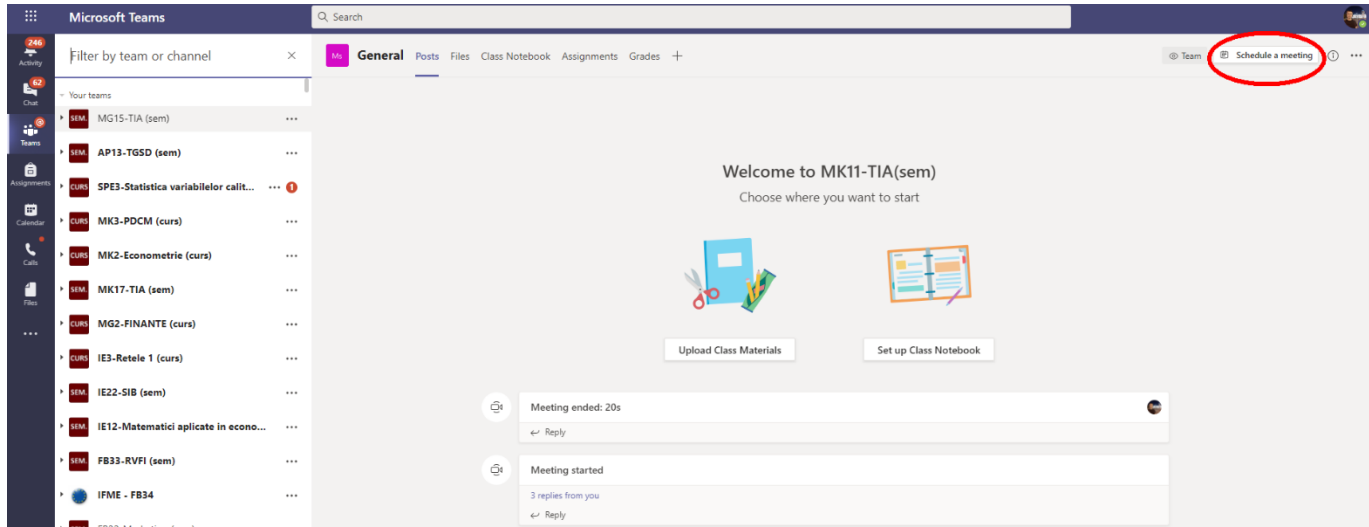 Microsoft Teams
Search
246
Activity
62
Chat
Teams
Assignments
Calendar
Calls
Files
Filter by team or channel
Your teams
SEM. MG15-TIA (sem)
SEM. AP13-TGSD (sem)
CURS SPE3-Statistica variabilelor calit... 1
CURS MK3-PDCM (curs)
CURS MK2-Econometrie (curs)
SEM. MK17-TIA (sem)
CURS MG2-FINANTE (curs)
CURS IE3-Retele 1 (curs)
SEM. IE22-SIB (sem)
SEM. IE12-Matematici aplicate in econo...
SEM. FB33-RVFI (sem)
IFME - FB34
Ms General Posts Files Class Notebook Assignments Grades
Team Schedule a meeting
Welcome to MK11-TIA(sem)
Choose where you want to start
Upload Class Materials Set up Class Notebook
Meeting ended: 20s
Reply
Meeting started
3 replies from you
Reply